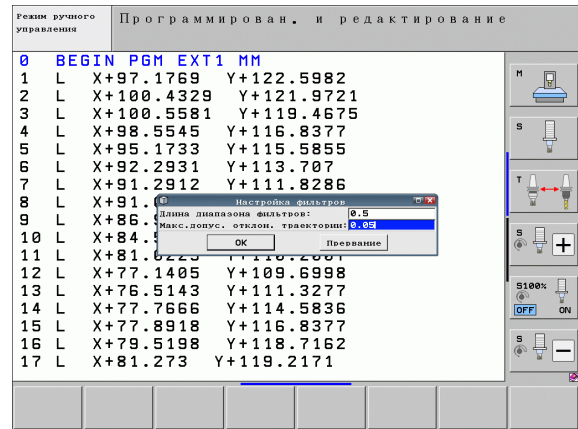 Режим ручного
управления
Программирован. и редактирование
0 BEGIN PGM EXT1 MM
1 L X+97.1769 Y+122.5982
2 L X+100.4329 Y+121.9721
3 L X+100.5581 Y+119.4675
4 L X+98.5545 Y+116.8377
5 L X+95.1733 Y+115.5855
6 L X+92.2931 Y+113.707
7 L X+91.2912 Y+111.8286
8 L X+91.
Настройка фильтров
Длина диапазона фильтров: 0.5
Макс.допус. отклон. траектории: 0.05
ОК Прервание
9 L X+86.
10 L X+84.
11 L
12 L X+77.1405 Y+109.6998
13 L X+76.5143 Y+111.3277
14 L X+77.7666 Y+114.5836
15 L X+77.8918 Y+116.8377
16 L X+79.5198 Y+118.7162
17 L X+81.273 Y+119.2171
M
S
T
S
S100%
OFF ON
S